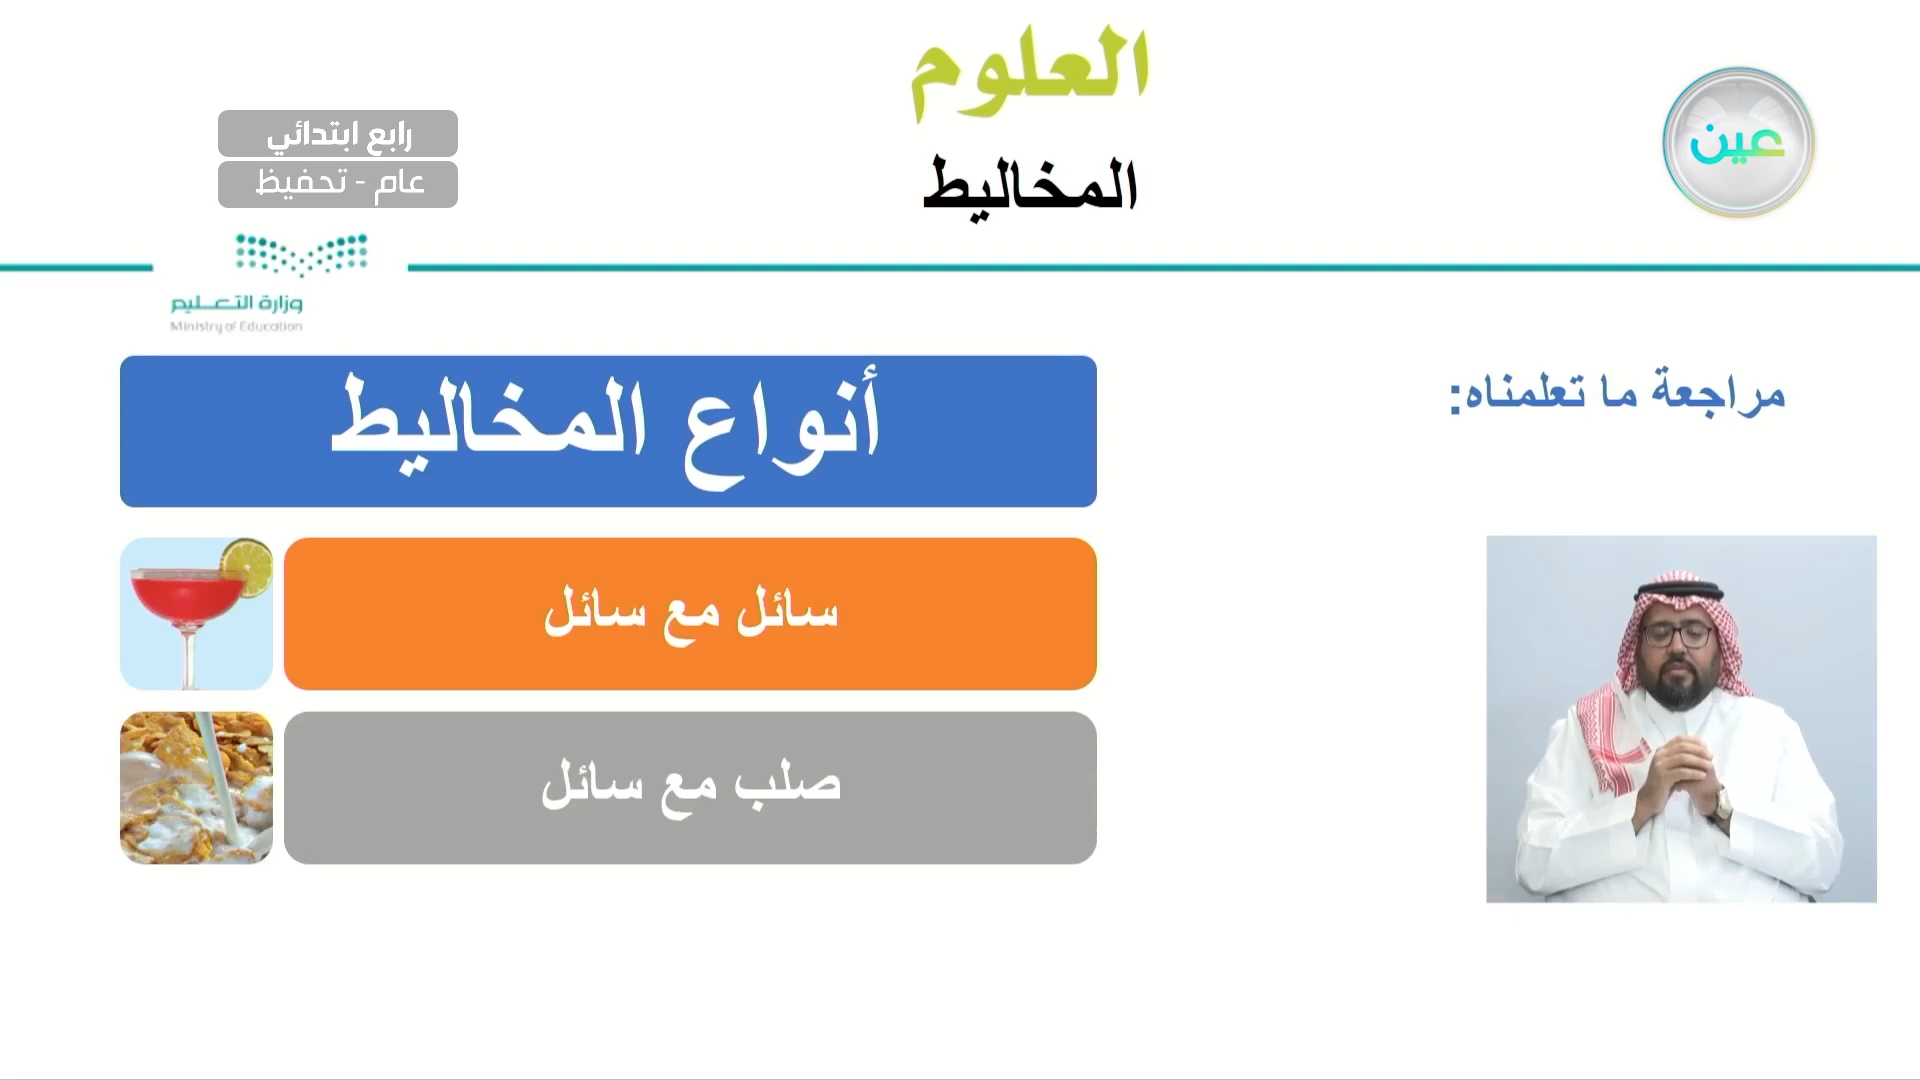 العلوم
المخاليط
عين
رابع ابتدائي
عام - تحفيظ
وزارة التعليم
Ministry of Education
مراجعة ما تعلمناه:
أنواع المخاليط
سائل مع سائل
صلب مع سائل